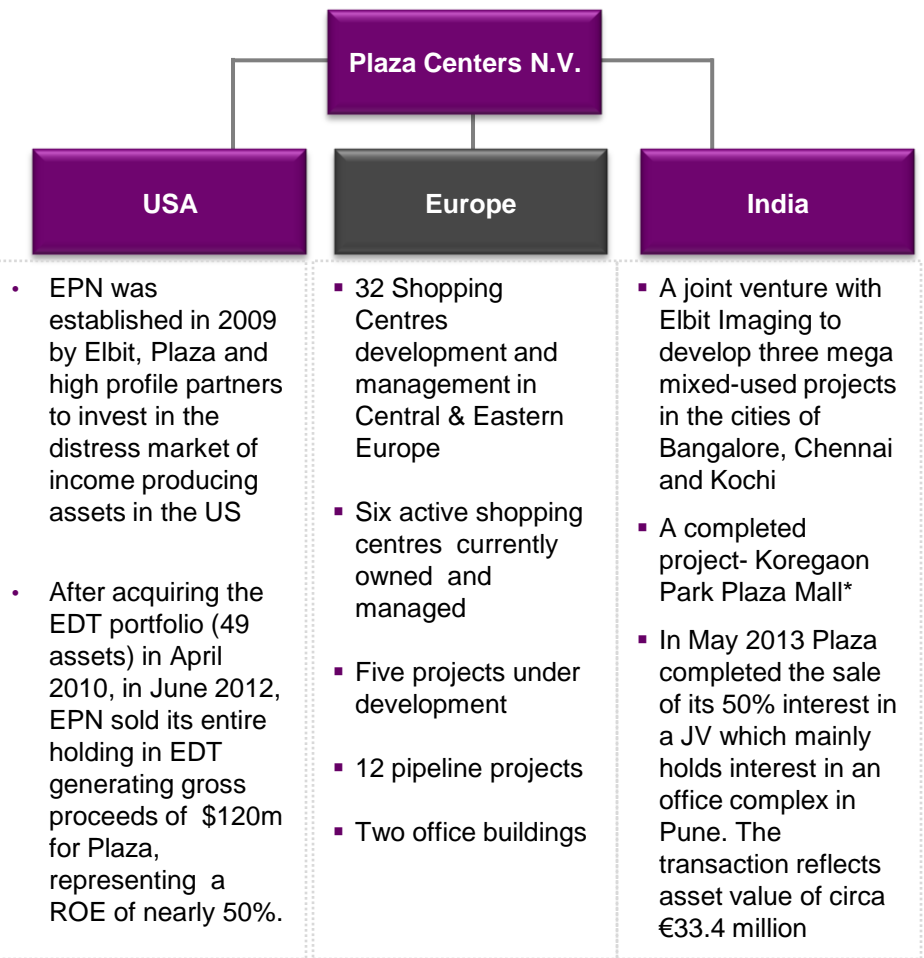 Plaza Centers N.V.
USA
• EPN was
established in 2009
by Elbit, Plaza and
high profile partners
to invest in the
distress market of
income producing
assets in the US
• After acquiring the
EDT portfolio (49
assets) in April
2010, in June 2012,
EPN sold its entire
holding in EDT
generating gross
proceeds of $120m
for Plaza,
representing a
ROE of nearly 50%.
Europe
▪ 32 Shopping
Centres
development and
management in
Central & Eastern
Europe
▪ Six active shopping
centres currently
owned and
managed
▪ Five projects under
development
▪ 12 pipeline projects
▪ Two office buildings
India
▪ A joint venture with
Elbit Imaging to
develop three mega
mixed-used projects
in the cities of
Bangalore, Chennai
and Kochi
▪ A completed
project- Koregaon
Park Plaza Mall*
▪ In May 2013 Plaza
completed the sale
of its 50% interest in
a JV which mainly
holds interest in an
office complex in
Pune. The
transaction reflects
asset value of circa
€33.4 million